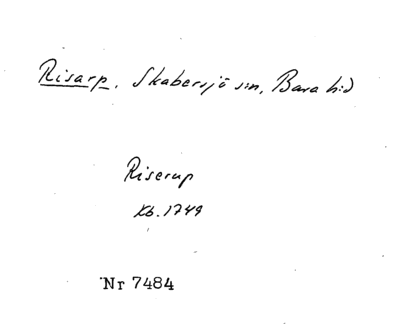 Risarp. Skabersjö sn, Bara hd
Riserup
Kb. 1749
Nr 7484